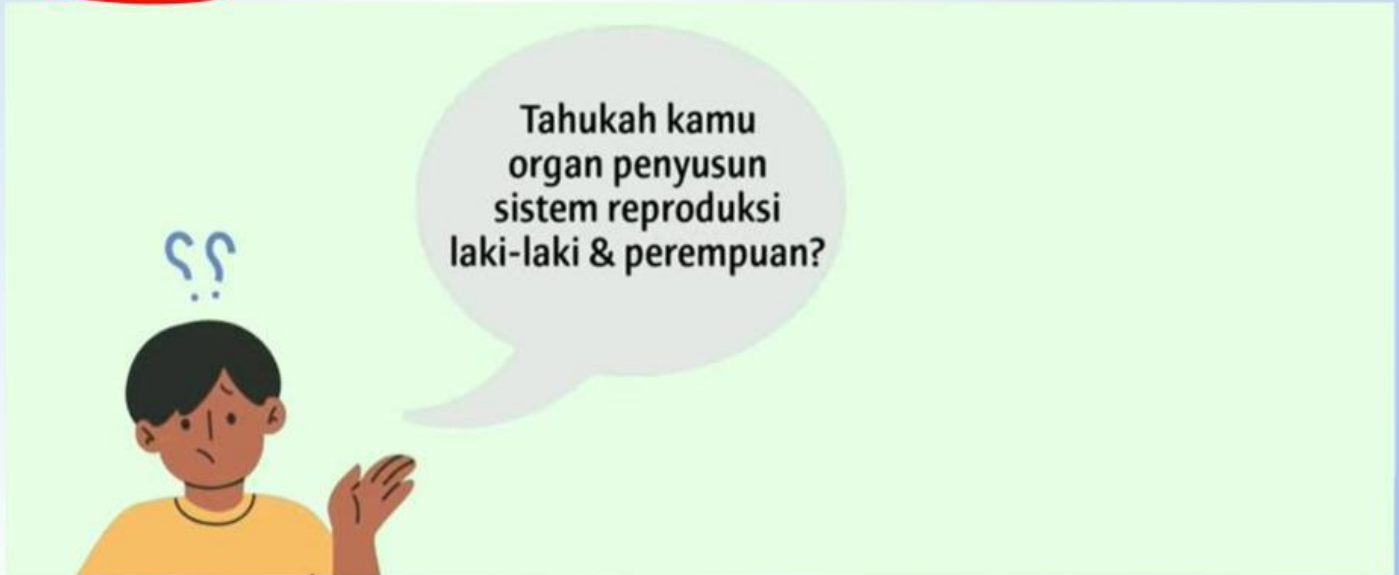 ??
Tahukah kamu
organ penyusun
sistem reproduksi
laki-laki & perempuan?